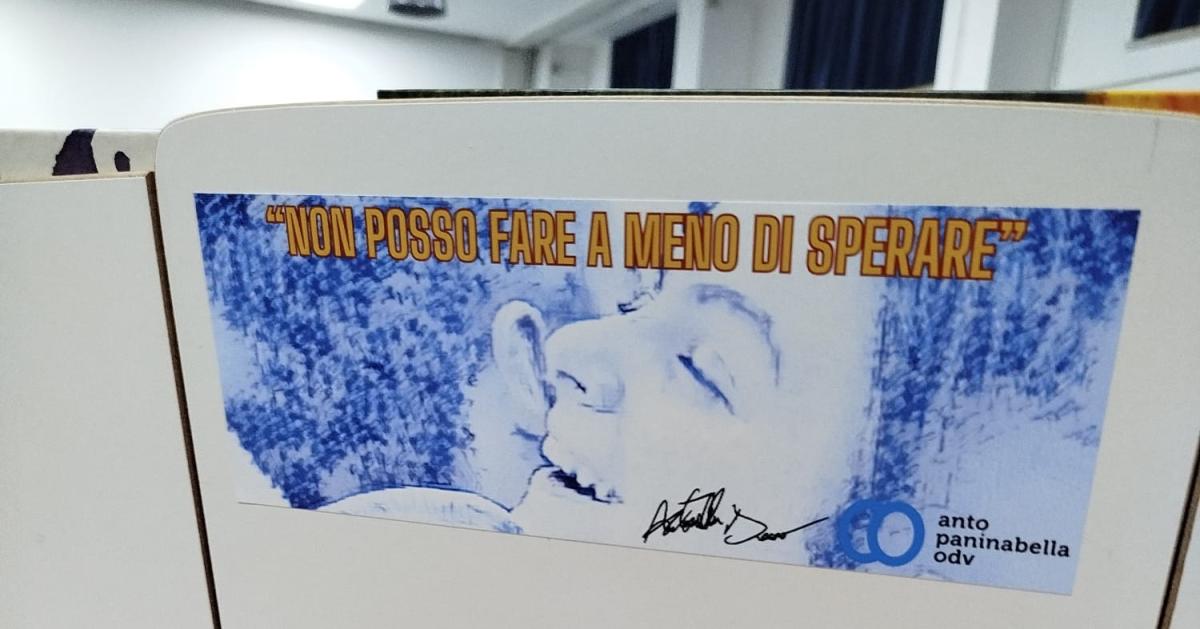 “NON POSSO FARE A MENO DI SPERARE”
anto
paninabella
odv